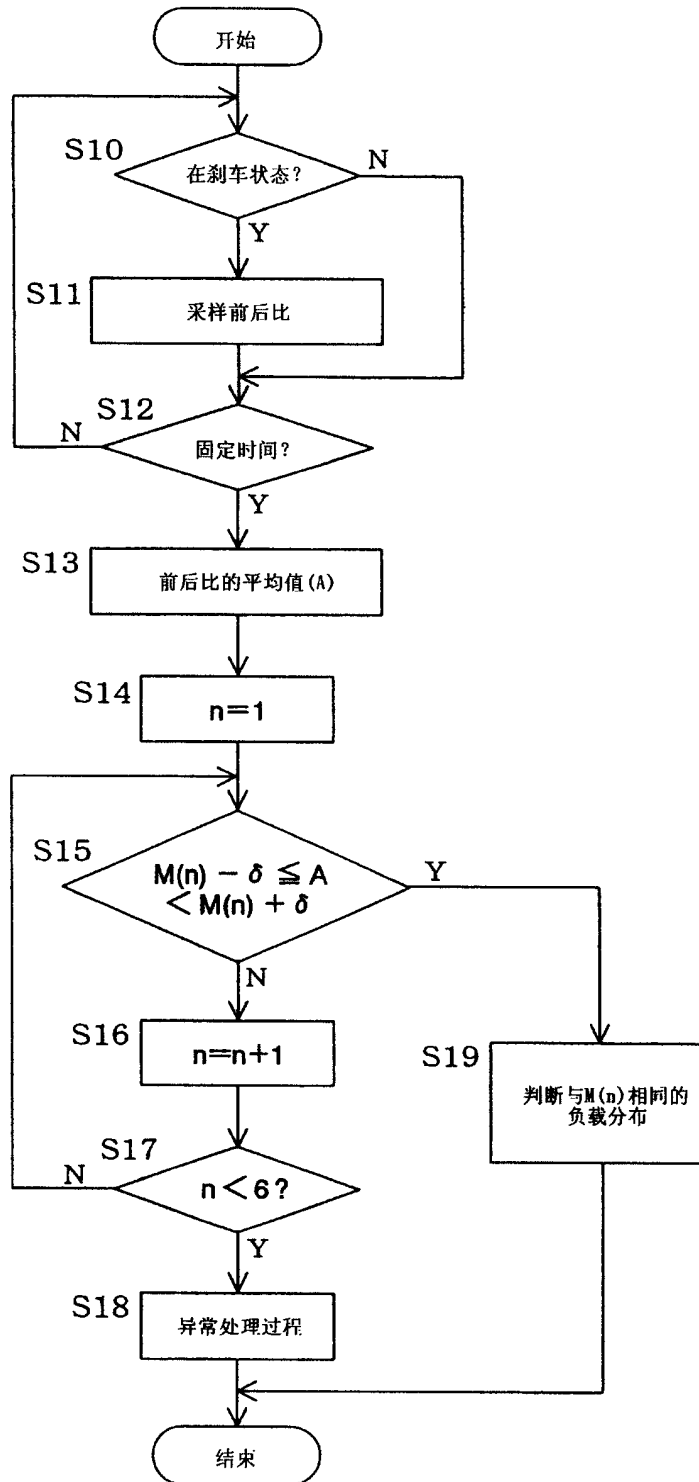 开始
S10
在刹车状态?
N
Y
S11
采样前后比
S12
N
固定时间?
Y
S13
前后比的平均值(A)
S14
n=1
S15
M(n) − δ ≦ A
< M(n) + δ
Y
N
S16
n=n+1
S19
判断与M(n)相同的
负载分布
S17
N
n < 6?
Y
S18
异常处理过程
结束